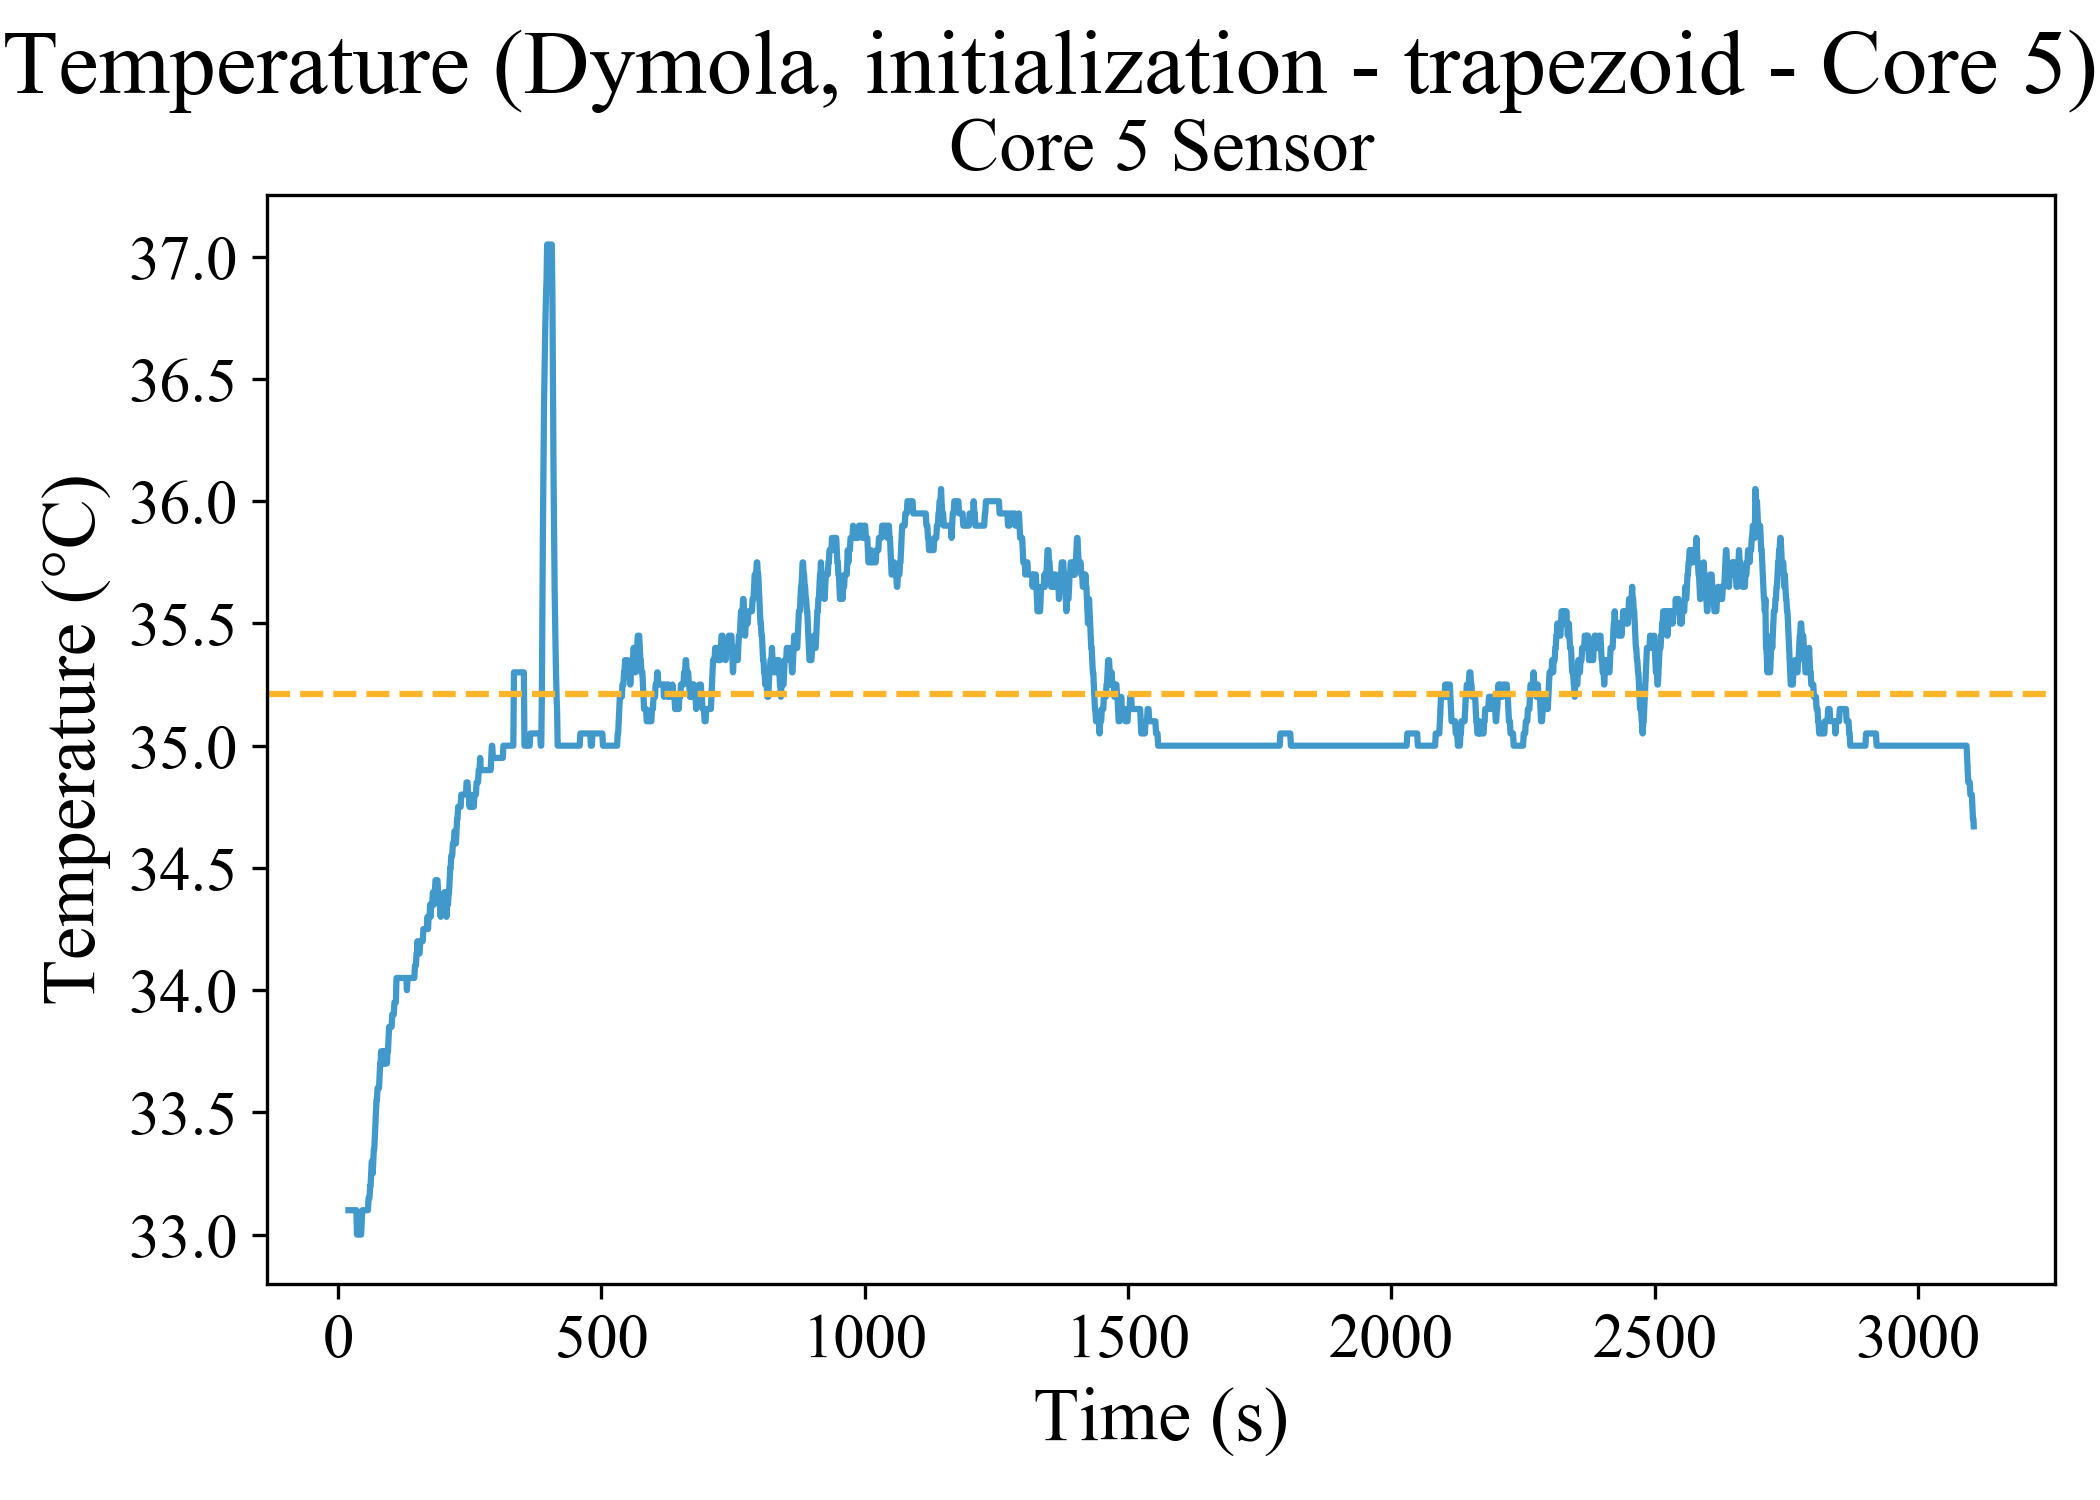 Temperature (Dymola, initialization - trapezoid - Core 5)
Core 5 Sensor
Temperature (°C)
37.0
36.5
36.0
35.5
35.0
34.5
34.0
33.5
33.0
0 500 1000 1500 2000 2500 3000
Time (s)